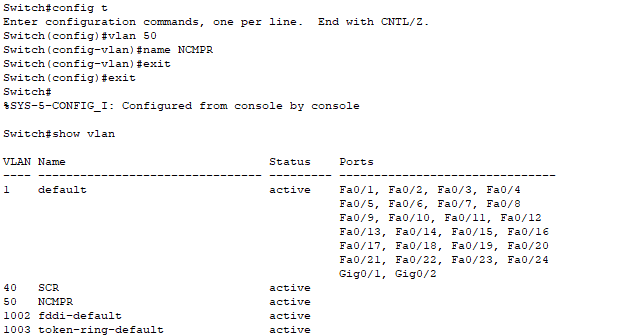 Switch#config t
Enter configuration commands, one per line.  End with CNTL/Z.
Switch(config)#vlan 50
Switch(config-vlan)#name NCMPR
Switch(config-vlan)#exit
Switch(config)#exit
Switch#
%SYS-5-CONFIG_I: Configured from console by console
Switch#show vlan
VLAN Name                             Status    Ports
---- -------------------------------- --------- -------------------------------
1    default                          active    Fa0/1, Fa0/2, Fa0/3, Fa0/4
                                                Fa0/5, Fa0/6, Fa0/7, Fa0/8
                                                Fa0/9, Fa0/10, Fa0/11, Fa0/12
                                                Fa0/13, Fa0/14, Fa0/15, Fa0/16
                                                Fa0/17, Fa0/18, Fa0/19, Fa0/20
                                                Fa0/21, Fa0/22, Fa0/23, Fa0/24
                                                Gig0/1, Gig0/2
40   SCR                              active
50   NCMPR                            active
1002 fddi-default                     active
1003 token-ring-default               active